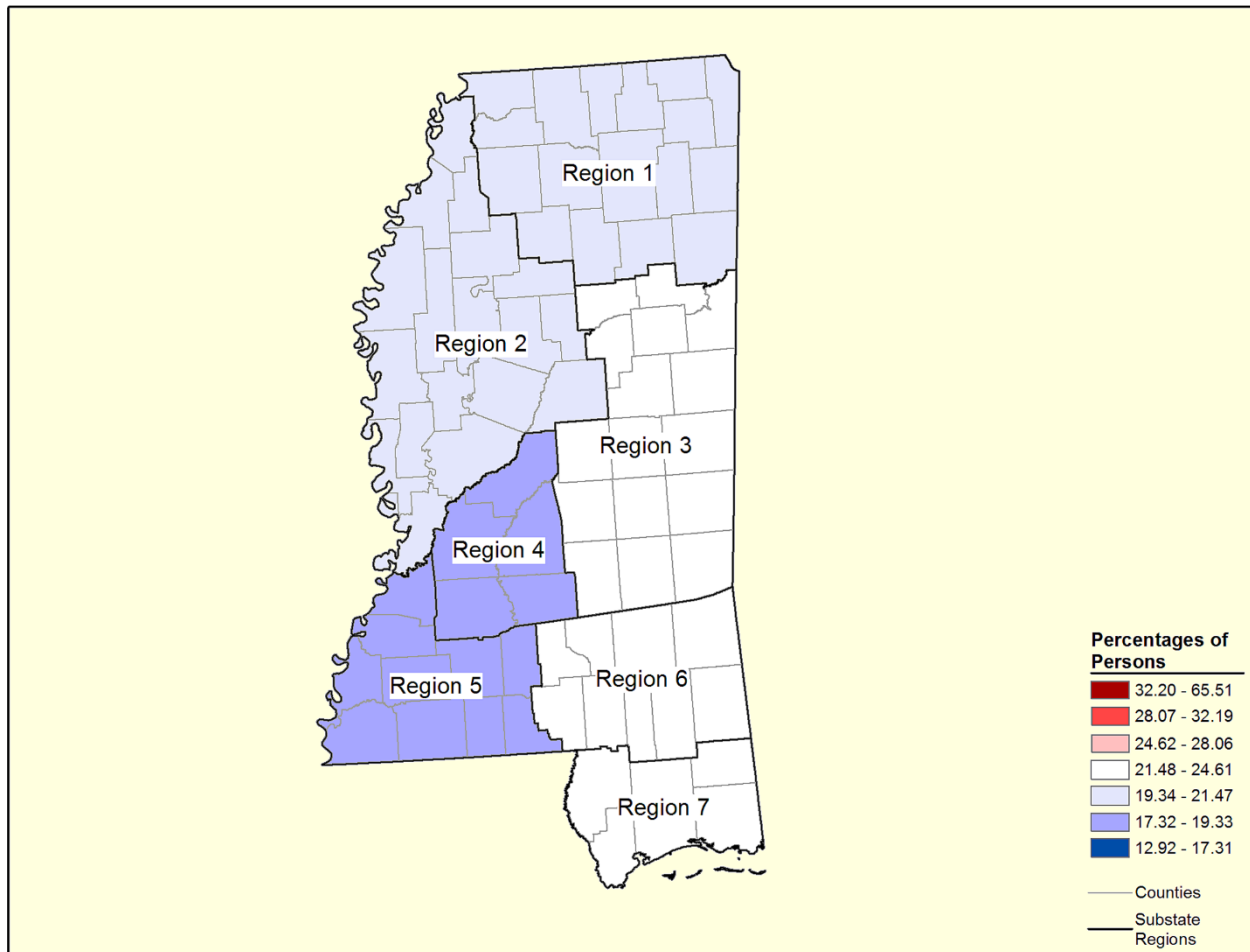 Region 1
Region 2
Region 3
Region 4
Region 5
Region 6
Region 7
Percentages of
Persons
32.20 - 65.51
28.07 - 32.19
24.62 - 28.06
21.48 - 24.61
19.34 - 21.47
17.32 - 19.33
12.92 - 17.31
Counties
Substate
Regions